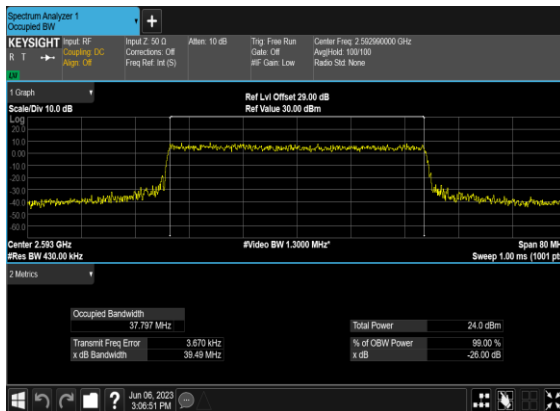 Spectrum Analyzer 1
Occupied BW
KEYSIGHT
R T
Input: RF
Coupling: DC
Align: Off
Input Z: 50 Ω
Corrections: Off
Freq Ref: Int (S)
Atten: 10 dB
Trig: Free Run
Gate: Off
#IF Gain: Low
Center Freq: 2.592990000 GHz
Avg|Hold: 100/100
Radio Std: None
1 Graph
Scale/Div 10.0 dB
Ref Lvl Offset 29.00 dB
Ref Value 30.00 dBm
Log
20.0
10.0
0.00
-10.0
-20.0
-30.0
-40.0
-50.0
-60.0
Center 2.593 GHz
#Video BW 1.3000 MHz*
Span 80 MH
#Res BW 430.00 kHz
Sweep 1.00 ms (1001 pts
2 Metrics
Occupied Bandwidth
37.797 MHz
Total Power
24.0 dBm
Transmit Freq Error
3.670 kHz
% of OBW Power
99.00 %
x dB Bandwidth
39.49 MHz
x dB
-26.00 dB
?
Jun 06, 2023
3:06:51 PM